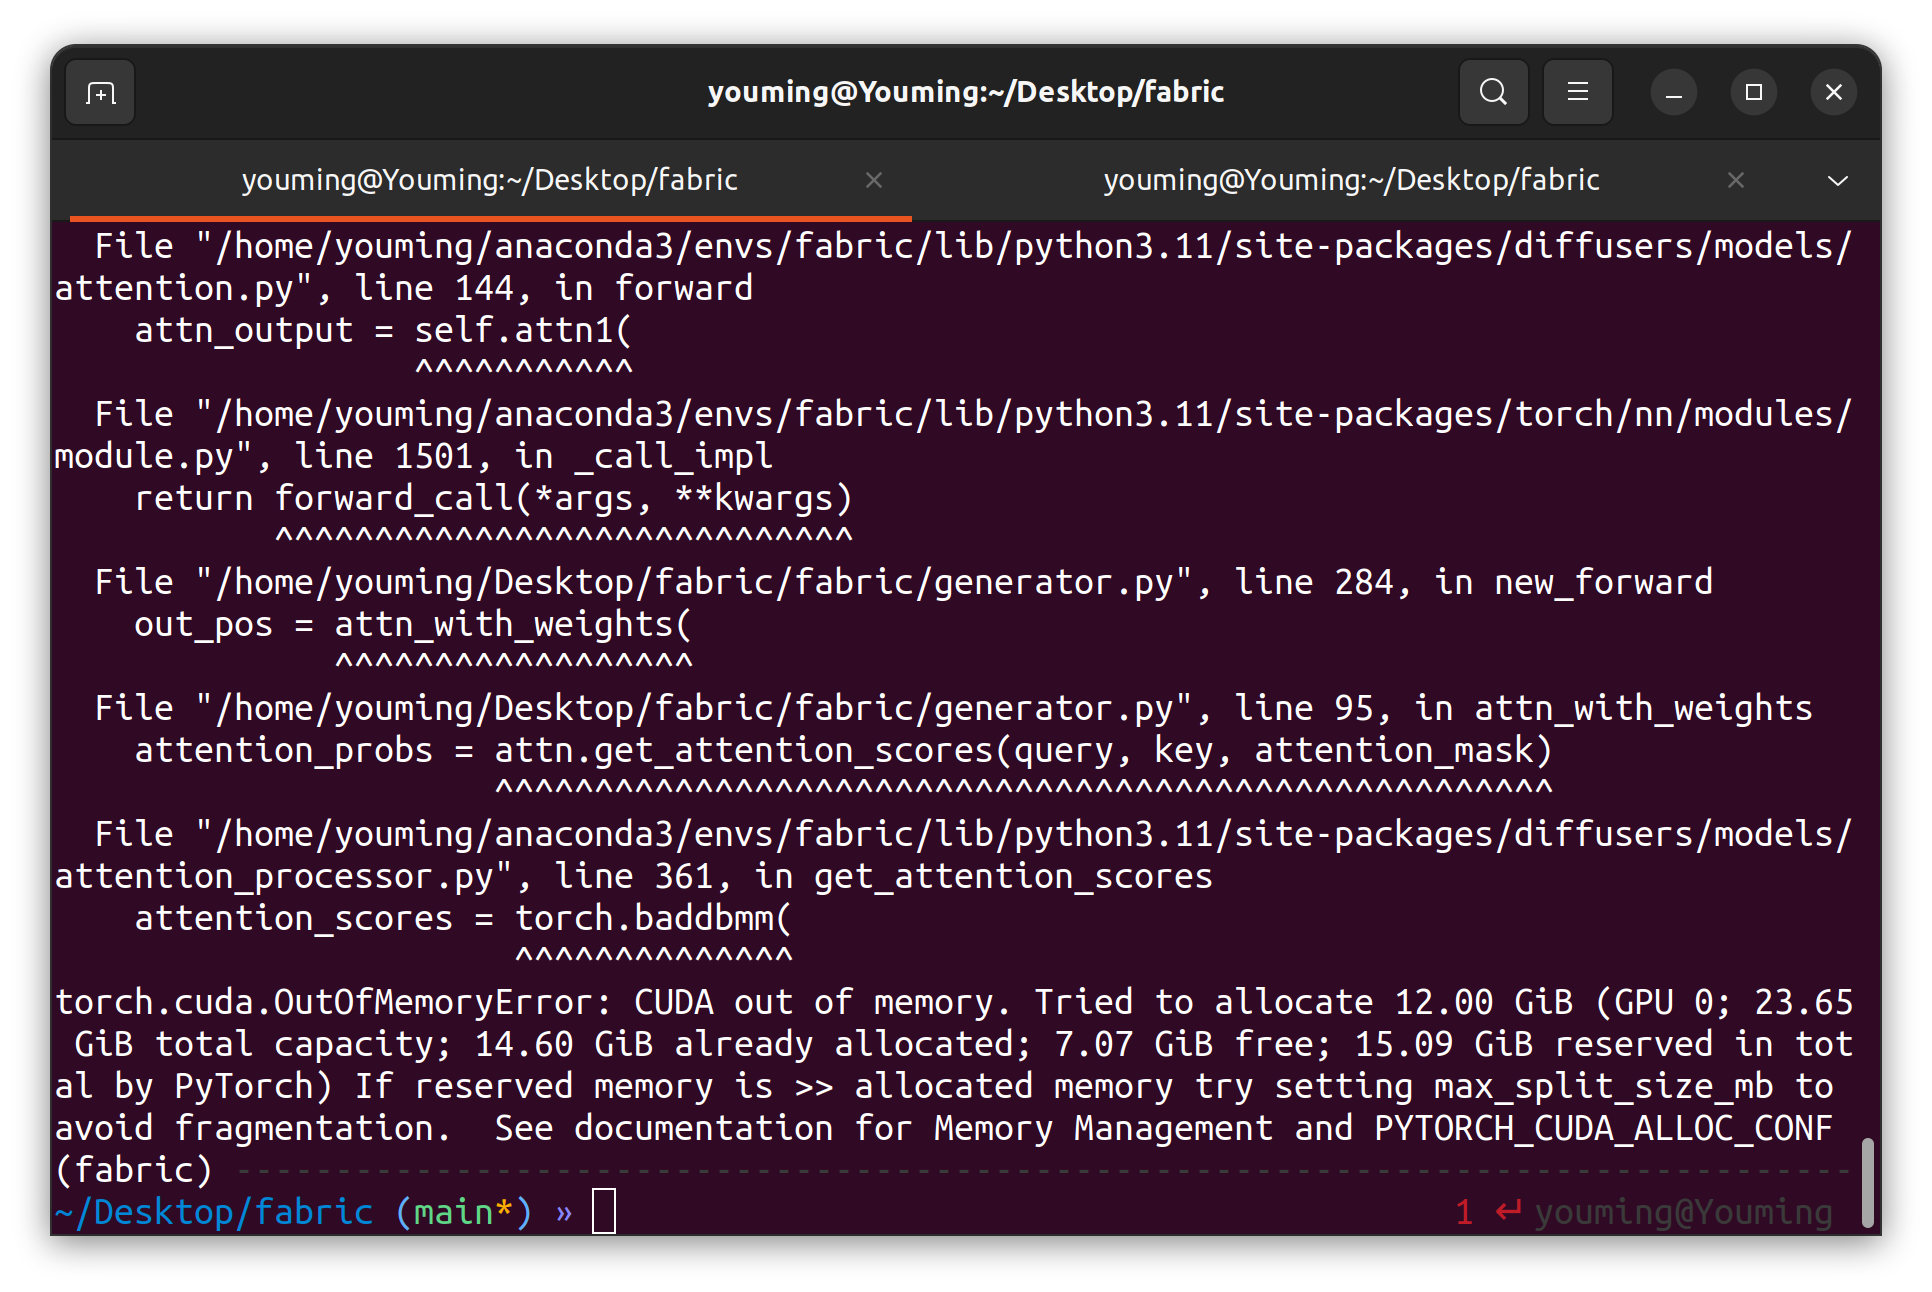 youming@Youming:~/Desktop/fabric
youming@Youming:~/Desktop/fabric
youming@Youming:~/Desktop/fabric
  File "/home/youming/anaconda3/envs/fabric/lib/python3.11/site-packages/diffusers/models/
attention.py", line 144, in forward
    attn_output = self.attn1(
                  ^^^^^^^^^^^
  File "/home/youming/anaconda3/envs/fabric/lib/python3.11/site-packages/torch/nn/modules/
module.py", line 1501, in _call_impl
    return forward_call(*args, **kwargs)
           ^^^^^^^^^^^^^^^^^^^^^^^^^^^^^
  File "/home/youming/Desktop/fabric/fabric/generator.py", line 284, in new_forward
    out_pos = attn_with_weights(
              ^^^^^^^^^^^^^^^^^^
  File "/home/youming/Desktop/fabric/fabric/generator.py", line 95, in attn_with_weights
    attention_probs = attn.get_attention_scores(query, key, attention_mask)
                      ^^^^^^^^^^^^^^^^^^^^^^^^^^^^^^^^^^^^^^^^^^^^^^^^^^^^^
  File "/home/youming/anaconda3/envs/fabric/lib/python3.11/site-packages/diffusers/models/
attention_processor.py", line 361, in get_attention_scores
    attention_scores = torch.baddbmm(
                       ^^^^^^^^^^^^^^
torch.cuda.OutOfMemoryError: CUDA out of memory. Tried to allocate 12.00 GiB (GPU 0; 23.65
 GiB total capacity; 14.60 GiB already allocated; 7.07 GiB free; 15.09 GiB reserved in tot
al by PyTorch) If reserved memory is >> allocated memory try setting max_split_size_mb to
avoid fragmentation.  See documentation for Memory Management and PYTORCH_CUDA_ALLOC_CONF
(fabric) ---------------------------------------------------------------------------------
~/Desktop/fabric (main*) » 1 ↵ youming@Youming